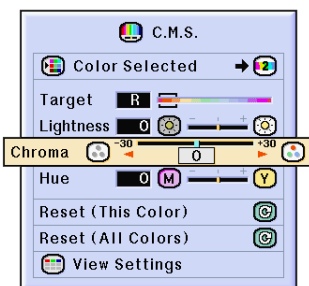 C.M.S.
Color Selected 2
Target R
Lightness 0 - +
Chroma -30 0 +30
Hue 0 M - + Y
Reset (This Color)
Reset (All Colors)
View Settings